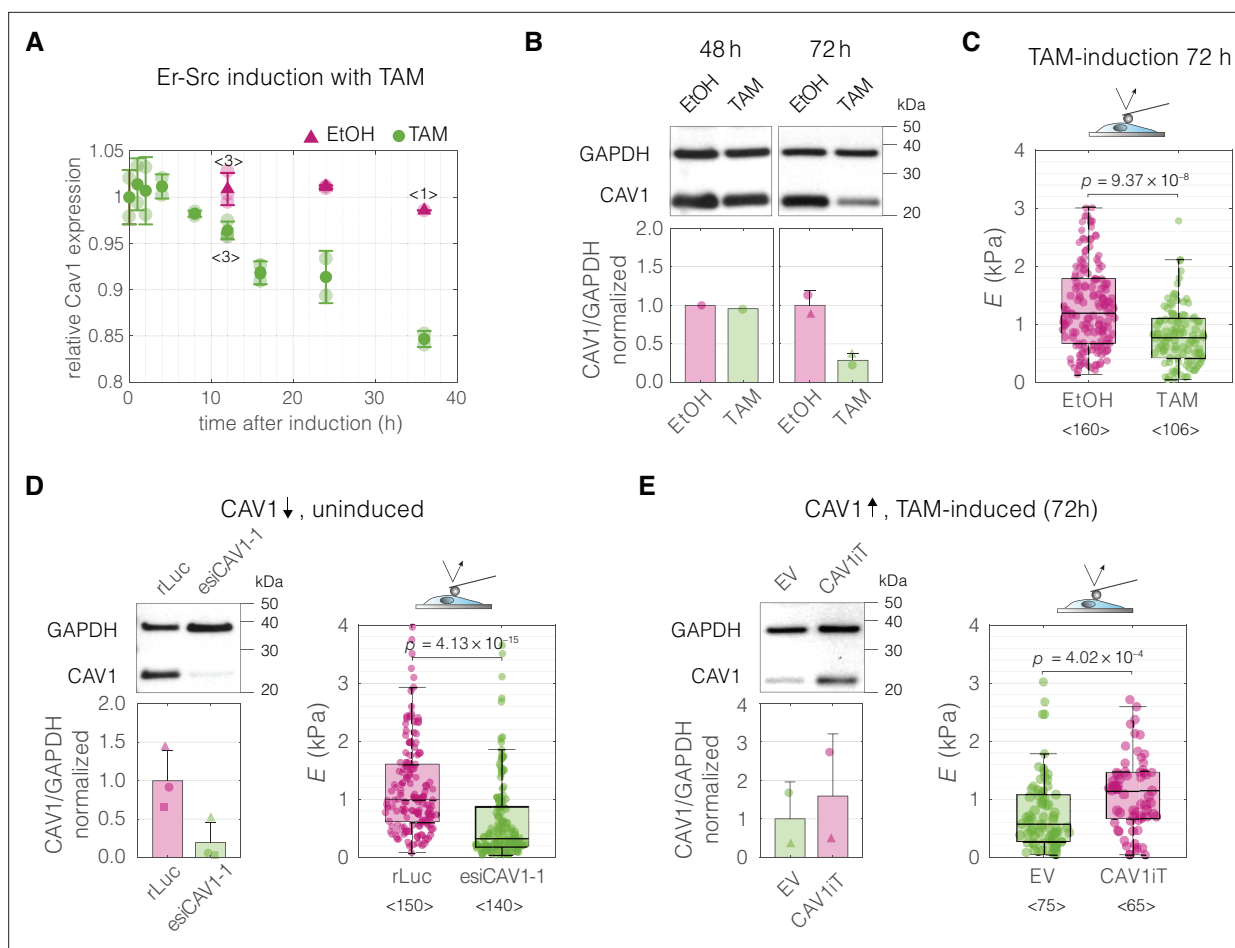 A
Er-Src induction with TAM
EtOH TAM
relative Cav1 expression
1.05
1
0.95
0.9
0.85
0.8
<3>
<3>
<1>
0 10 20 30 40
time after induction (h)
B
48 h 72 h
EtOH TAM EtOH TAM
kDa
GAPDH
CAV1
50
40
30
20
CAV1/GAPDH
normalized
2.0
1.5
1.0
0.5
0.0
EtOH TAM EtOH TAM
C
TAM-induction 72 h
E (kPa)
4
3
2
1
0
p = 9.37 × 10⁻⁸
EtOH TAM
<160> <106>
D
CAV1↓, uninduced
rLuc esiCAV1-1
kDa
GAPDH
CAV1
50
40
30
20
CAV1/GAPDH
normalized
2.0
1.5
1.0
0.5
0.0
rLuc esiCAV1-1
E (kPa)
4
3
2
1
0
p = 4.13 × 10⁻¹⁵
rLuc esiCAV1-1
<150> <140>
E
CAV1↑, TAM-induced (72h)
EV CAV1iT
kDa
GAPDH
CAV1
50
40
30
20
CAV1/GAPDH
normalized
4
3
2
1
0
EV CAV1iT
E (kPa)
4
3
2
1
0
p = 4.02 × 10⁻⁴
EV CAV1iT
<75> <65>